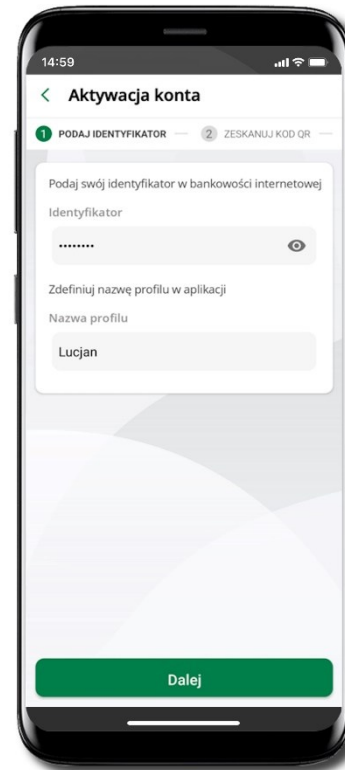 14:59
Aktywacja konta
1 PODAJ IDENTYFIKATOR 2 ZESKANUJ KOD QR
Podaj swój identyfikator w bankowości internetowej
Identyfikator
••••••••
Zdefiniuj nazwę profilu w aplikacji
Nazwa profilu
Lucjan
Dalej